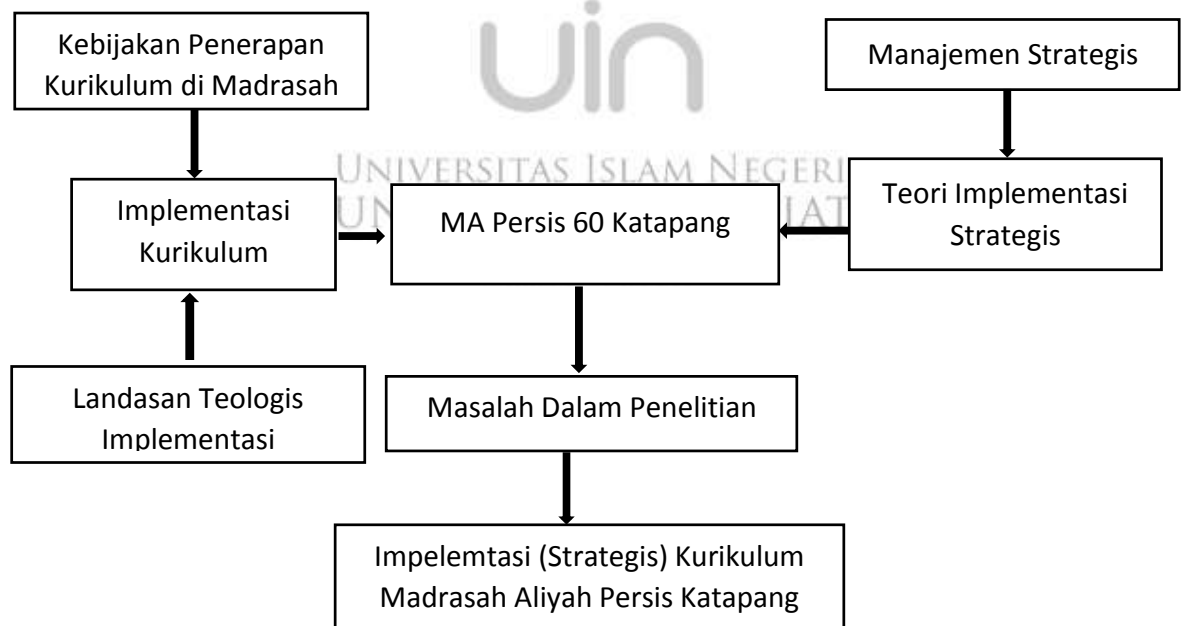 Kebijakan Penerapan
Kurikulum di Madrasah
uin
Manajemen Strategis
UNIVERSITAS ISLAM NEGERI
Implementasi
Kurikulum
MA Persis 60 Katapang
Teori Implementasi
Strategis
Landasan Teologis
Implementasi
Masalah Dalam Penelitian
Impelemtasi (Strategis) Kurikulum
Madrasah Aliyah Persis Katapang